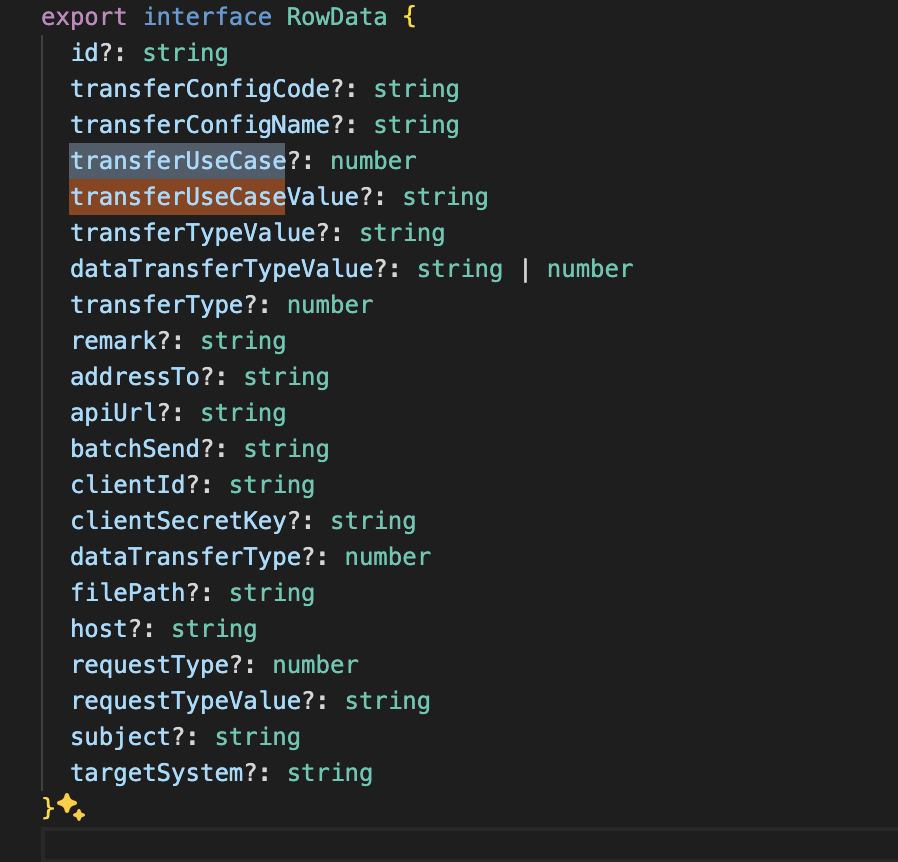 export interface RowData {
id?: string
transferConfigCode?: string
transferConfigName?: string
transferUseCase?: number
transferUseCaseValue?: string
transferTypeValue?: string
dataTransferTypeValue?: string | number
transferType?: number
remark?: string
addressTo?: string
apiUrl?: string
batchSend?: string
clientId?: string
clientSecretKey?: string
dataTransferType?: number
filePath?: string
host?: string
requestType?: number
requestTypeValue?: string
subject?: string
targetSystem?: string
}